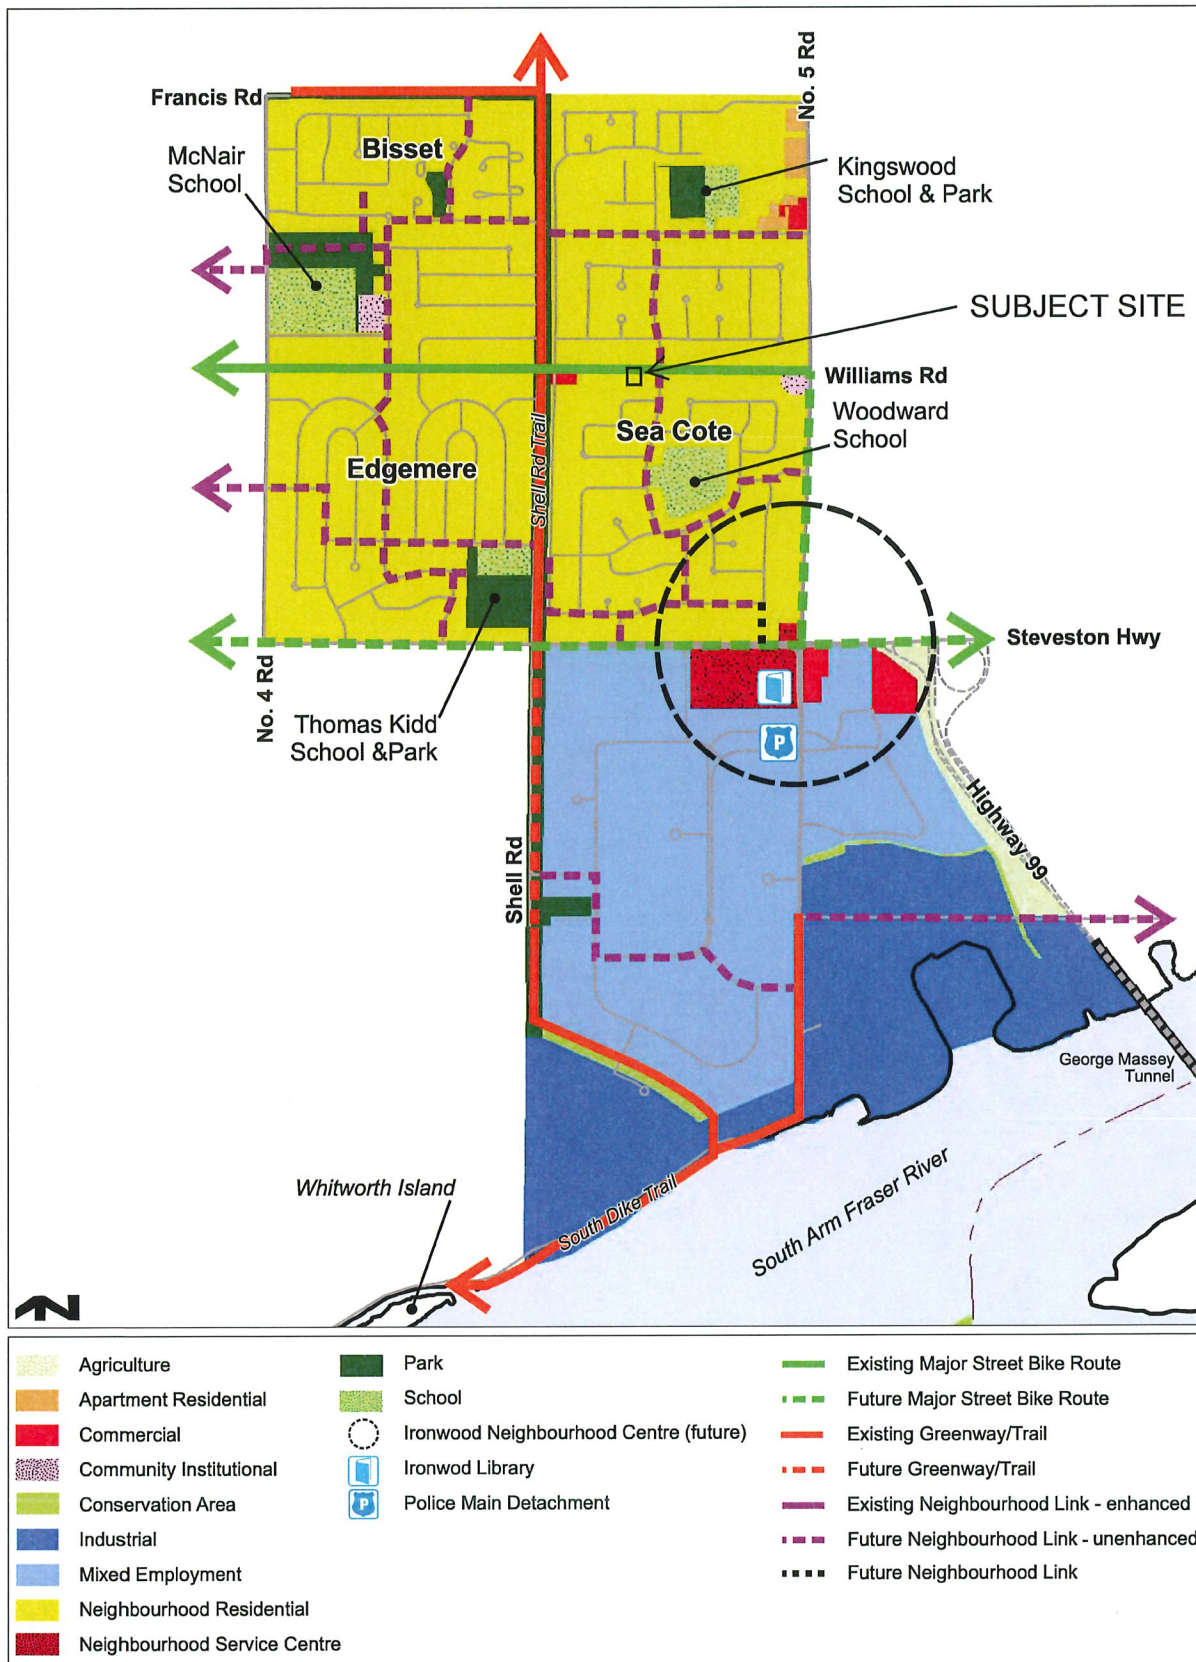 No. 5 Rd
Francis Rd
McNair
School
Bisset
Kingswood
School & Park
SUBJECT SITE
Williams Rd
Woodward
School
Sea Cote
Edgemere
Shell Rd Trail
Steveston Hwy
No. 4 Rd
Thomas Kidd
School &Park
P
Highway 99
Shell Rd
George Massey
Tunnel
Whitworth Island
South Dike Trail
South Arm Fraser River
N
Agriculture
Apartment Residential
Commercial
Community Institutional
Conservation Area
Industrial
Mixed Employment
Neighbourhood Residential
Neighbourhood Service Centre
Park
School
Ironwood Neighbourhood Centre (future)
Ironwod Library
P
Police Main Detachment
Existing Major Street Bike Route
Future Major Street Bike Route
Existing Greenway/Trail
Future Greenway/Trail
Existing Neighbourhood Link - enhanced
Future Neighbourhood Link - unenhanced
Future Neighbourhood Link